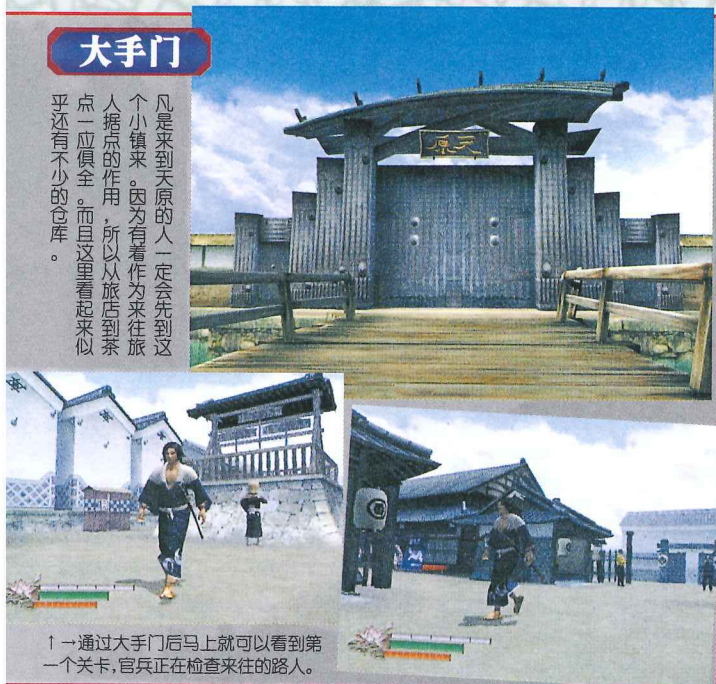 大手门
天原
凡是来到天原的人一定会先到这
个小镇来。因为有着作为来往旅
人据点的作用，所以从旅店到茶
点一应俱全。而且这里看起来似
乎还有不少的仓库。
↑→通过大手门后马上就可以看到第
一个关卡,官兵正在检查来往的路人。